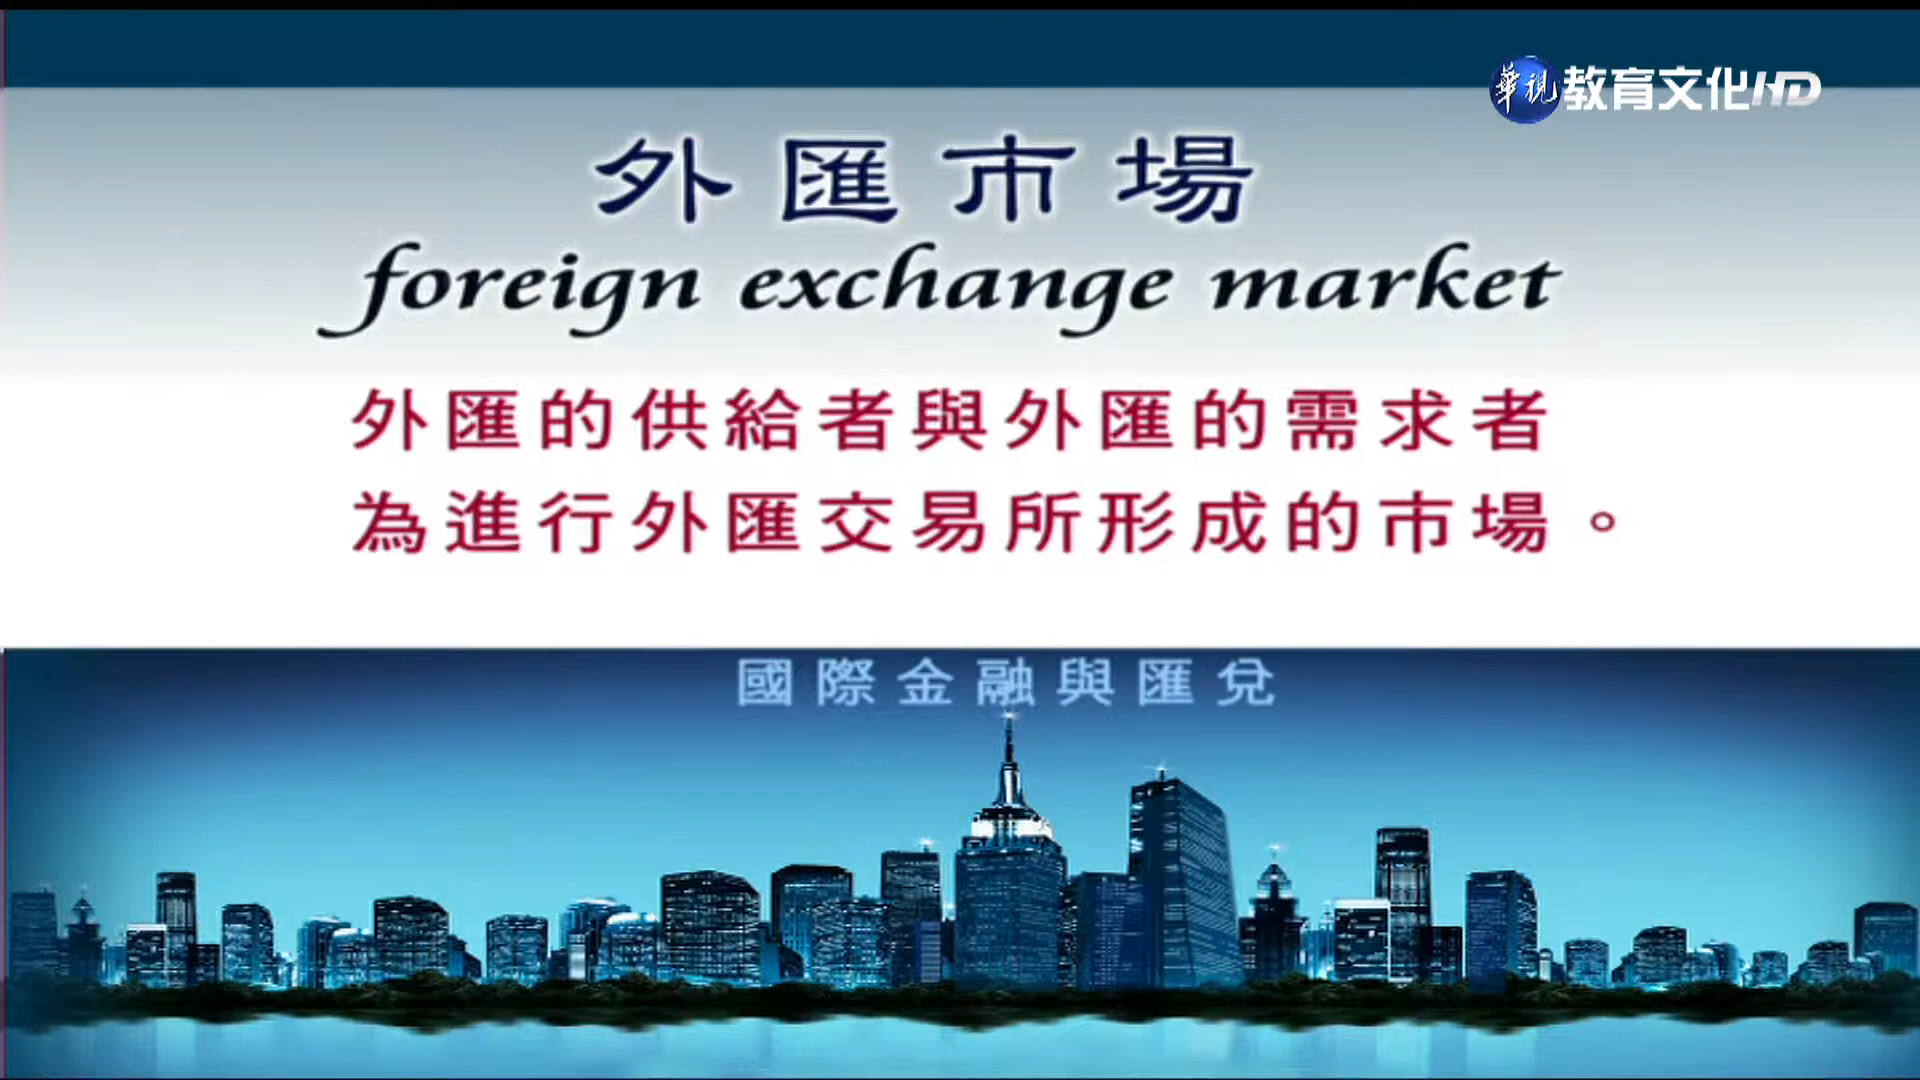 華視教育文化HD
外匯市場
foreign exchange market
外匯的供給者與外匯的需求者
為進行外匯交易所形成的市場。
國際金融與匯兌